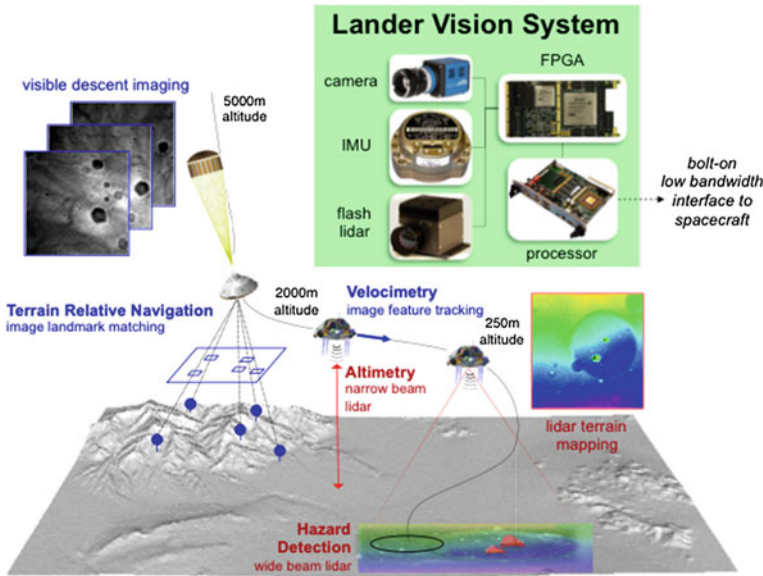 Lander Vision System
FPGA
camera
IMU
flash
lidar
processor
bolt-on
low bandwidth
interface to
spacecraft
visible descent imaging
5000m
altitude
Terrain Relative Navigation
image landmark matching
2000m
altitude
Velocimetry
image feature tracking
250m
altitude
Altimetry
narrow beam
lidar
lidar terrain
mapping
Hazard
Detection
wide beam lidar